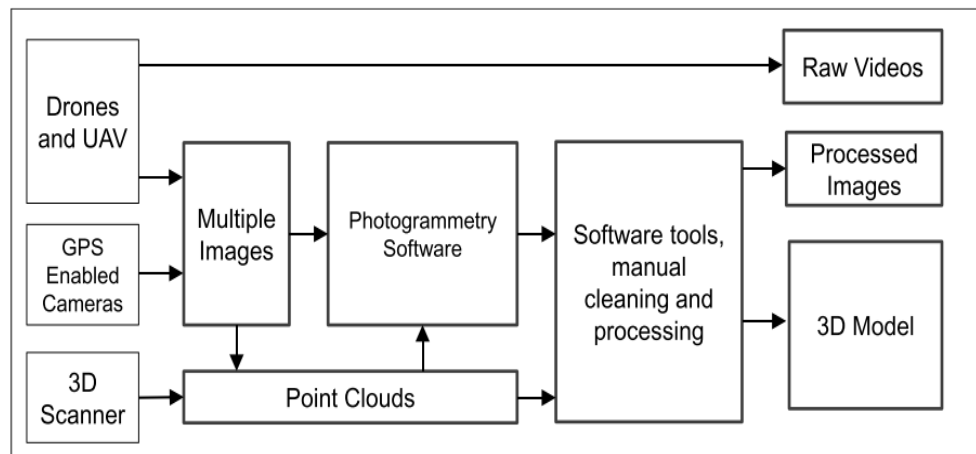 Drones
and UAV
Raw Videos
Processed
Images
Multiple
Images
Photogrammetry
Software
Software tools,
manual
cleaning and
processing
GPS
Enabled
Cameras
3D Model
3D
Scanner
Point Clouds